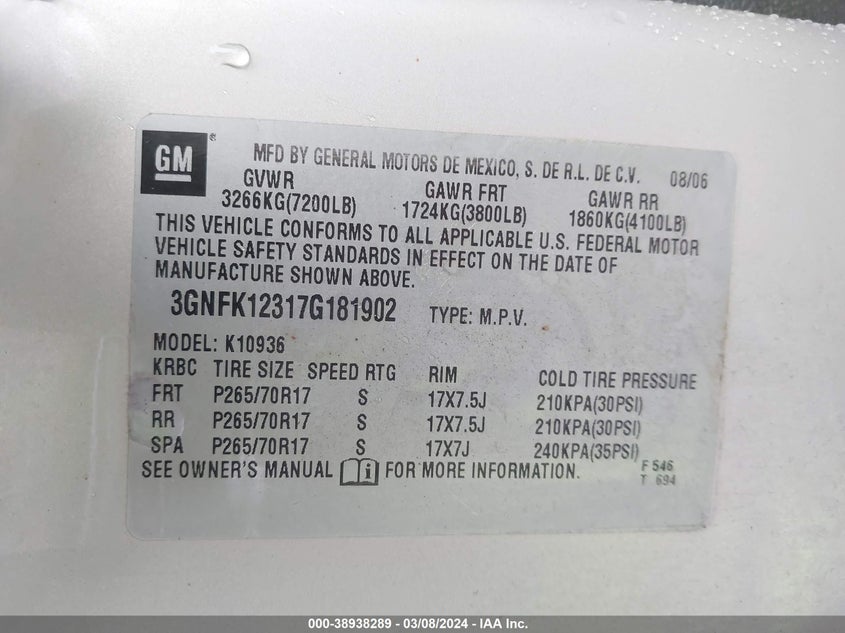 GM®
MFD BY GENERAL MOTORS DE MEXICO, S. DE R.L. DE C.V. 08/06
GVWR GAWR FRT GAWR RR
3266KG(7200LB) 1724KG(3800LB) 1860KG(4100LB)
THIS VEHICLE CONFORMS TO ALL APPLICABLE U.S. FEDERAL MOTOR
VEHICLE SAFETY STANDARDS IN EFFECT ON THE DATE OF
MANUFACTURE SHOWN ABOVE.
3GNFK12317G181902 TYPE: M.P.V.
MODEL: K10936
KRBC TIRE SIZE SPEED RTG RIM COLD TIRE PRESSURE
FRT P265/70R17 S 17X7.5J 210KPA(30PSI)
RR P265/70R17 S 17X7.5J 210KPA(30PSI)
SPA P265/70R17 S 17X7J 240KPA(35PSI)
SEE OWNER'S MANUAL FOR MORE INFORMATION. F 546
T 694
000-38938289 - 03/08/2024 - IAA Inc.